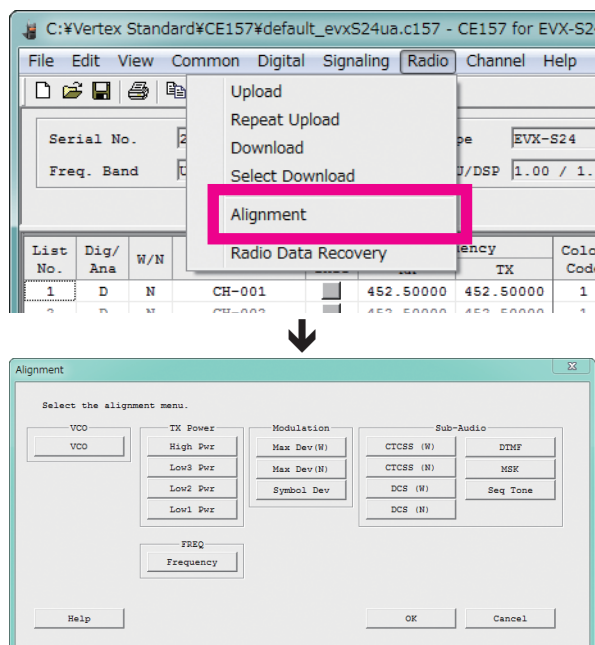 C:¥Vertex Standard¥CE157¥default_evxS24ua.c157 - CE157 for EVX-S2
File Edit View Common Digital Signaling Radio Channel Help
Upload
Repeat Upload
Download
Select Download
Alignment
Radio Data Recovery
Serial No. EVX-S24
Freq. Band /DSP 1.00 / 1.
List No. Dig/ Ana W/N TX
1 D N CH-001 452.50000 452.50000 1
Alignment
Select the alignment menu.
VCO TX Power Modulation Sub-Audio
VCO High Pwr Max Dev(W) CTCSS (W) DTMF
Low3 Pwr Max Dev(N) CTCSS (N) MSK
Low2 Pwr Symbol Dev DCS (W) Seq Tone
Low1 Pwr DCS (N)
FREQ
Frequency
Help OK Cancel